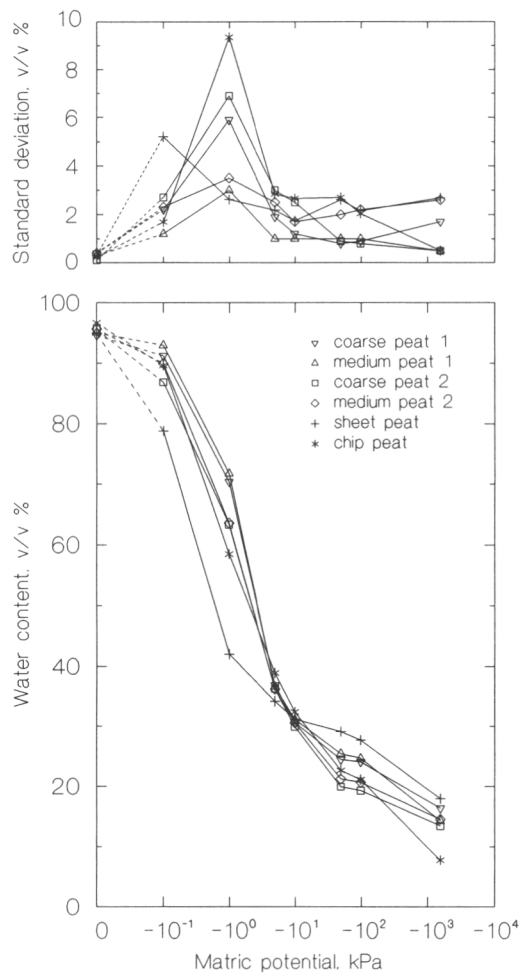 10
8
6
4
2
0
Standard deviation, v/v %
100
80
60
40
20
0
Water content, v/v %
coarse peat 1
medium peat 1
coarse peat 2
medium peat 2
sheet peat
chip peat
0 -10⁻¹ -10⁰ -10¹ -10² -10³ -10⁴
Matric potential, kPa